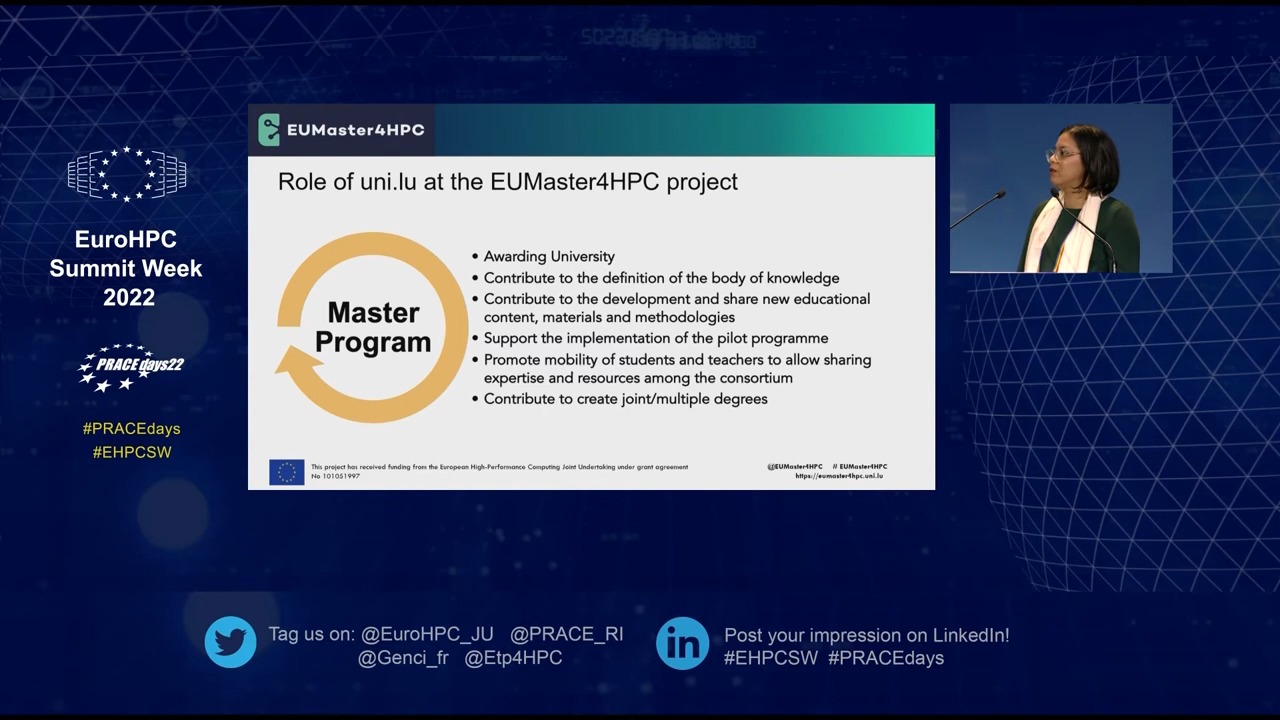 EuroHPC
Summit Week
2022
PRACEdays22
#PRACEdays
#EHPCSW
EUMaster4HPC
Role of uni.lu at the EUMaster4HPC project
Master
Program
• Awarding University
• Contribute to the definition of the body of knowledge
• Contribute to the development and share new educational
content, materials and methodologies
• Support the implementation of the pilot programme
• Promote mobility of students and teachers to allow sharing
expertise and resources among the consortium
• Contribute to create joint/multiple degrees
This project has received funding from the European High-Performance Computing Joint Undertaking under grant agreement
No 101051997
@EUMaster4HPC # EUMaster4HPC
https://eumaster4hpc.uni.lu
Tag us on: @EuroHPC_JU @PRACE_RI
@Genci_fr @Etp4HPC
in
Post your impression on LinkedIn!
#EHPCSW #PRACEdays